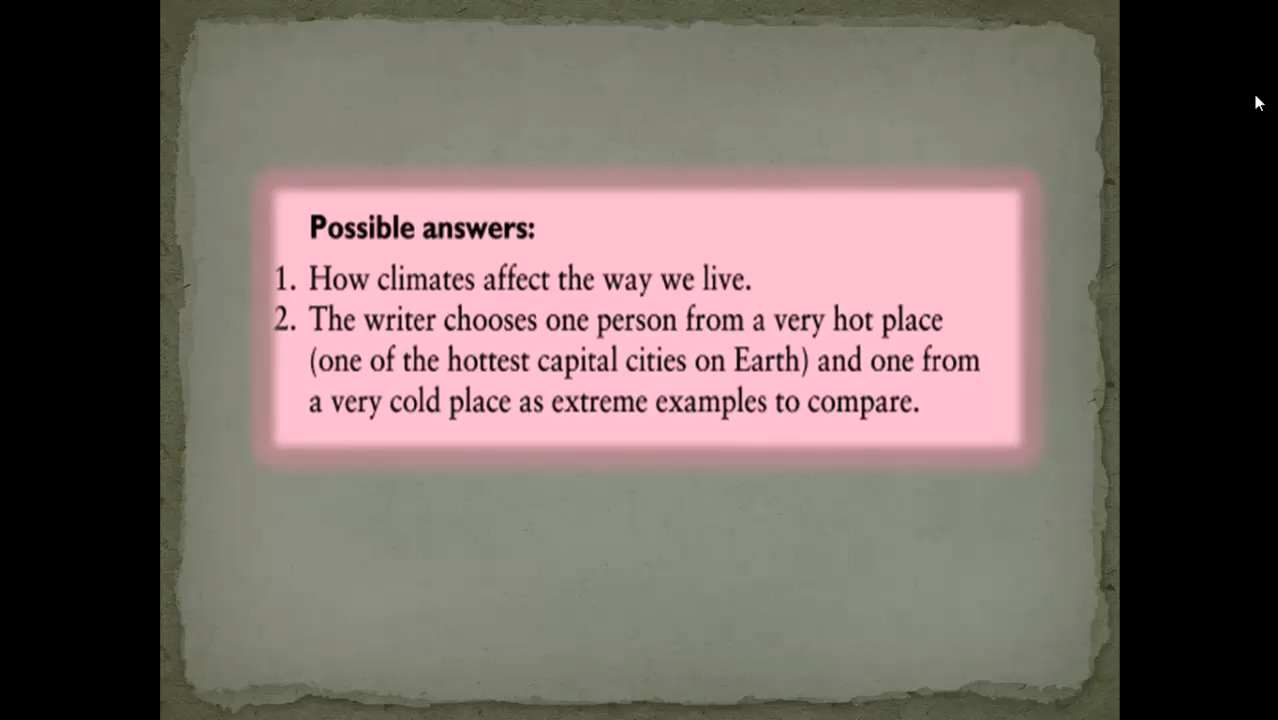 Possible answers:
1. How climates affect the way we live.
2. The writer chooses one person from a very hot place
(one of the hottest capital cities on Earth) and one from
a very cold place as extreme examples to compare.